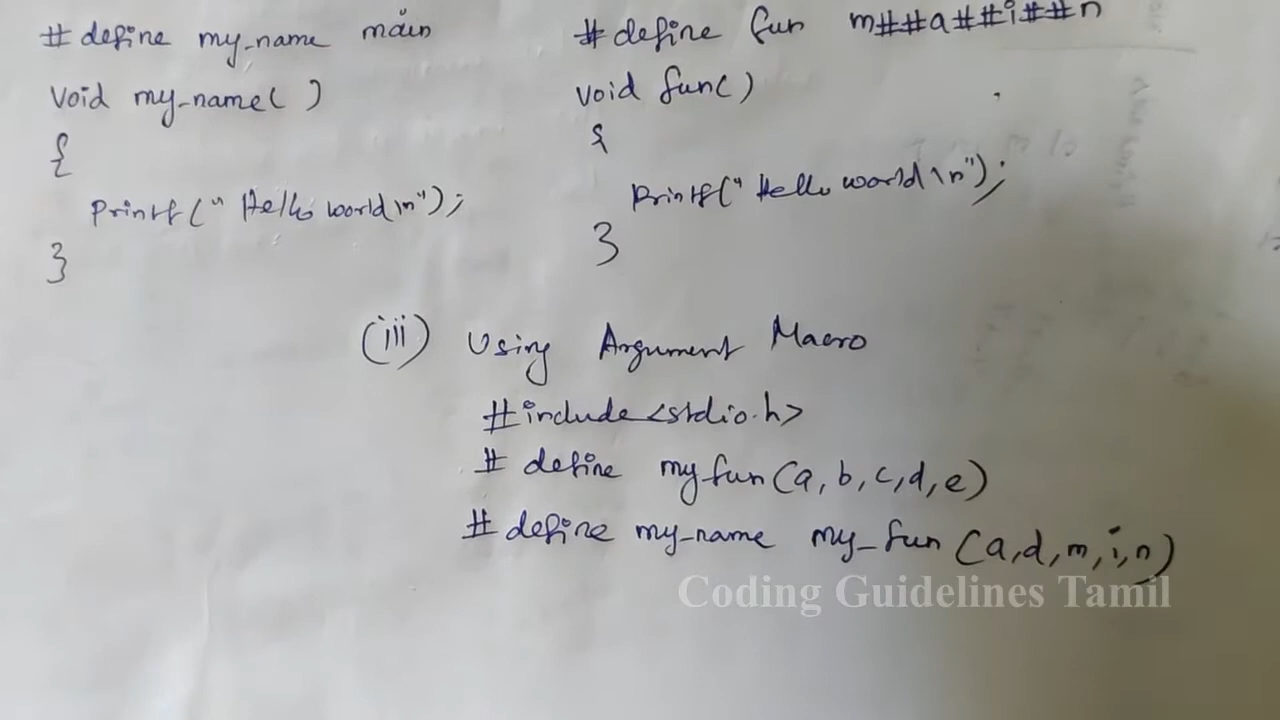 # define my_name main
void my_name( )
{
printf(" Hello world\n");
}
# define fun m##a##i##n
void fun( )
{
printf(" Hello world\n");
}
(iii) Using Argument Macro
#include<stdio.h>
# define myfun(a, b, c, d, e)
# define my_name my_fun (a, d, m, i, n)
Coding Guidelines Tamil